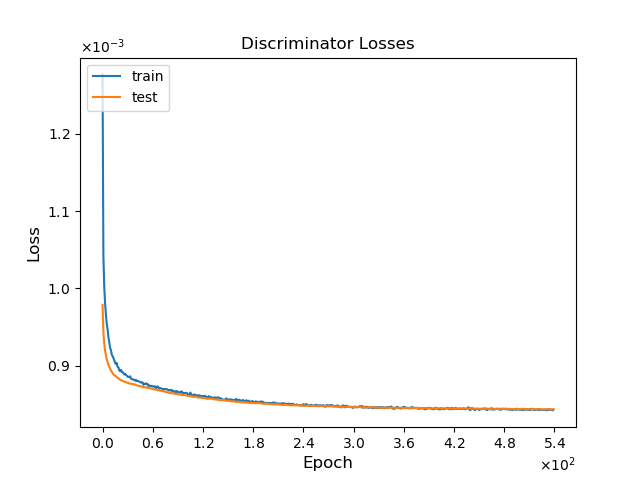 Discriminator Losses
×10⁻³
train
test
1.2
1.1
1.0
0.9
Loss
0.0 0.6 1.2 1.8 2.4 3.0 3.6 4.2 4.8 5.4
Epoch
×10²